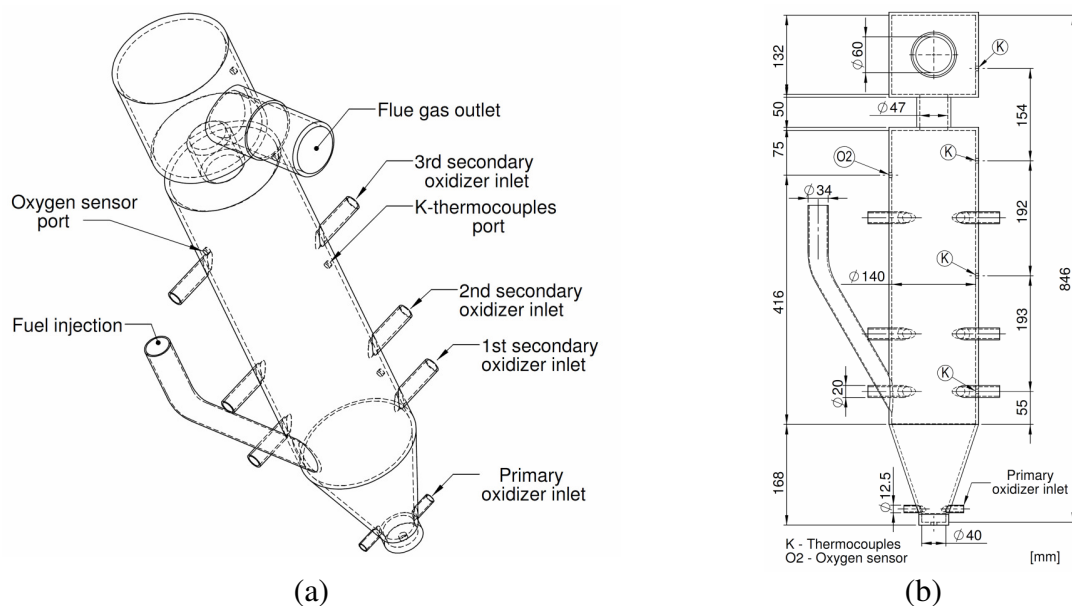 Flue gas outlet
3rd secondary
oxidizer inlet
Oxygen sensor
port
K-thermocouples
port
2nd secondary
oxidizer inlet
Fuel injection
1st secondary
oxidizer inlet
Primary
oxidizer inlet
(a)
132
Ø60
K
50
Ø47
154
75
O2
K
Ø34
192
Ø140
K
846
416
193
Ø20
K
55
168
Ø12.5
Primary
oxidizer inlet
Ø40
K - Thermocouples
O2 - Oxygen sensor
[mm]
(b)